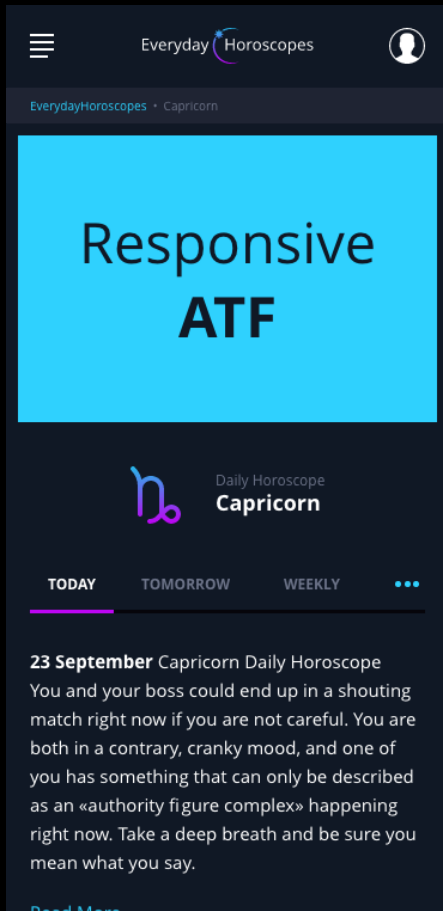 Everyday Horoscopes
EverydayHoroscopes • Capricorn
Responsive
ATF
Daily Horoscope
Capricorn
TODAY TOMORROW WEEKLY
23 September Capricorn Daily Horoscope
You and your boss could end up in a shouting
match right now if you are not careful. You are
both in a contrary, cranky mood, and one of
you has something that can only be described
as an «authority figure complex» happening
right now. Take a deep breath and be sure you
mean what you say.
Read More